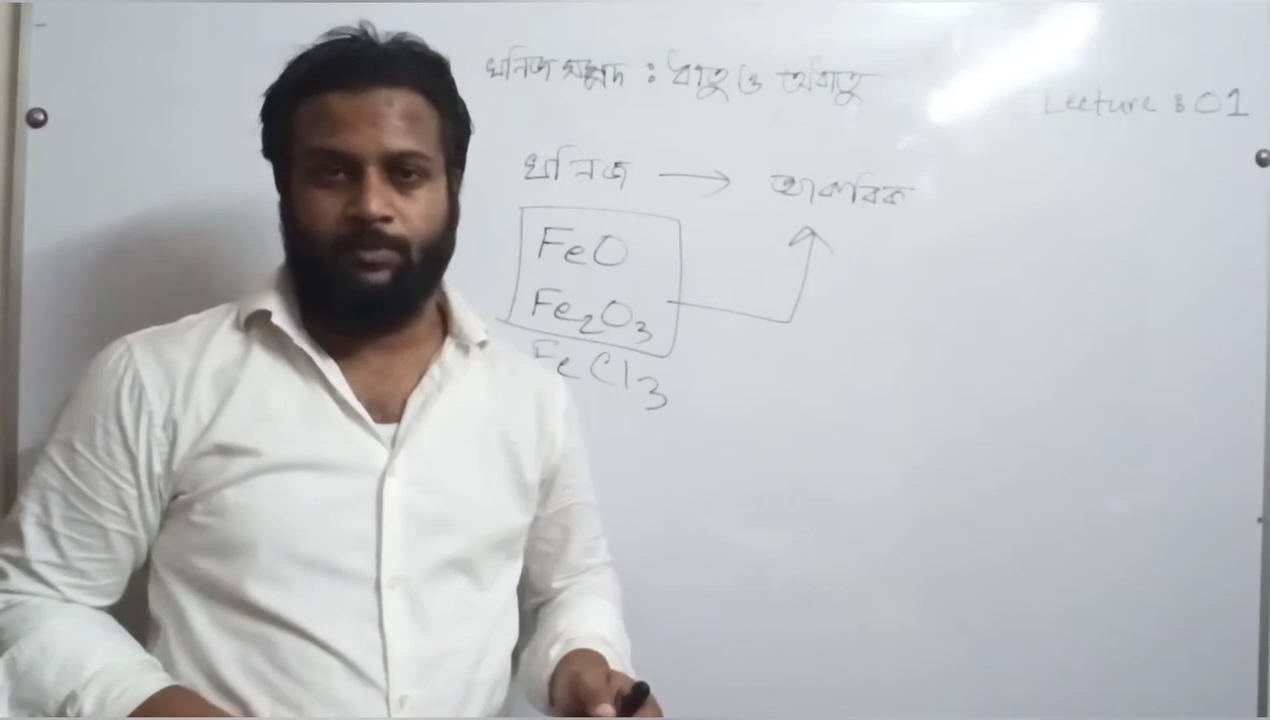 খনিজ সম্পদ : ধাতু ও অধাতু
Lecture : 01
খনিজ → আকরিক
FeO
Fe₂O₃
FeCl₃